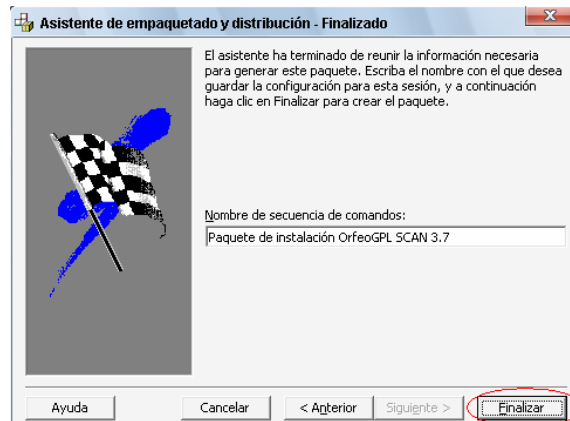 Asistente de empaquetado y distribución - Finalizado
El asistente ha terminado de reunir la información necesaria
para generar este paquete. Escriba el nombre con el que desea
guardar la configuración para esta sesión, y a continuación
haga clic en Finalizar para crear el paquete.
Nombre de secuencia de comandos:
Paquete de instalación OrfeoGPL SCAN 3.7
Ayuda
Cancelar
< Anterior
Siguiente >
Finalizar